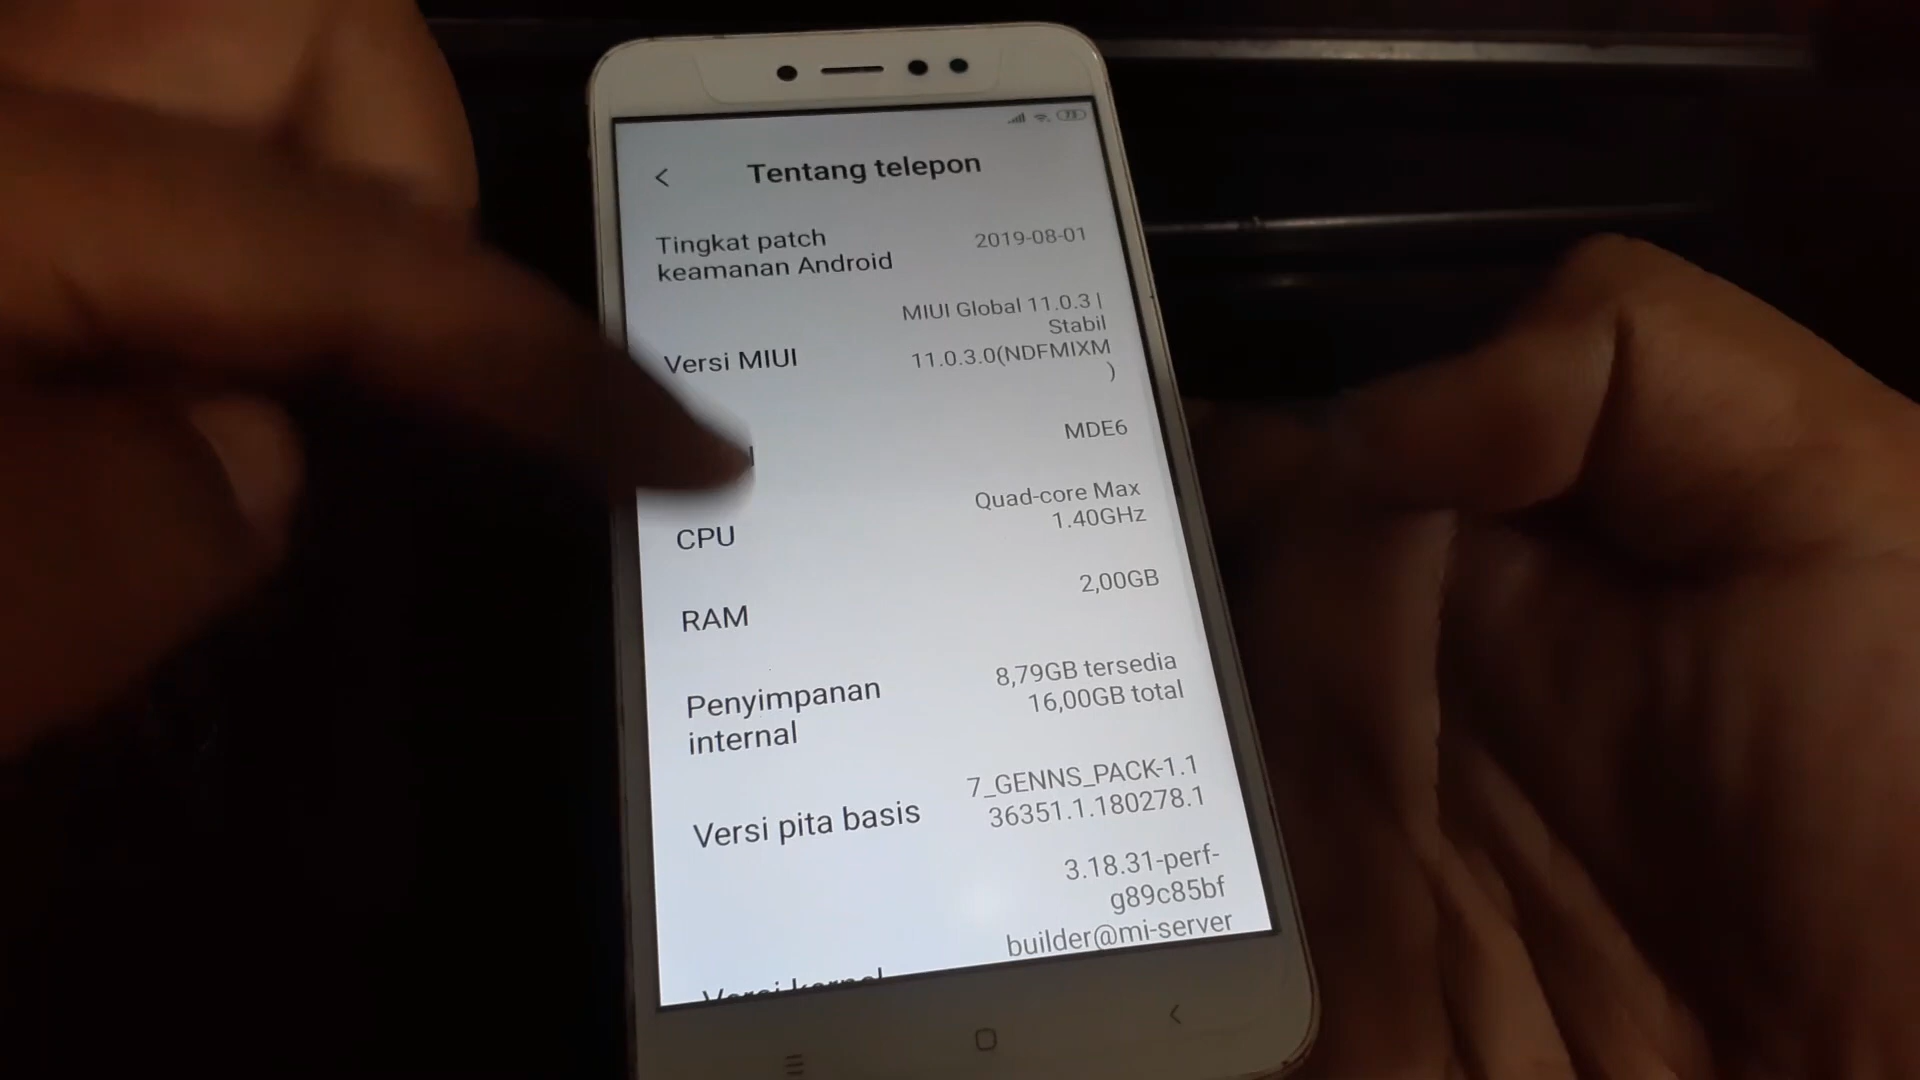 73
Tentang telepon
Tingkat patch
keamanan Android
2019-08-01
Versi MIUI
MIUI Global 11.0.3 |
Stabil
11.0.3.0(NDFMIXM
)
MDE6
CPU
Quad-core Max
1.40GHz
RAM
2,00GB
Penyimpanan
internal
8,79GB tersedia
16,00GB total
Versi pita basis
7_GENNS_PACK-1.1
36351.1.180278.1
3.18.31-perf-
g89c85bf
builder@mi-server
Versi kernel